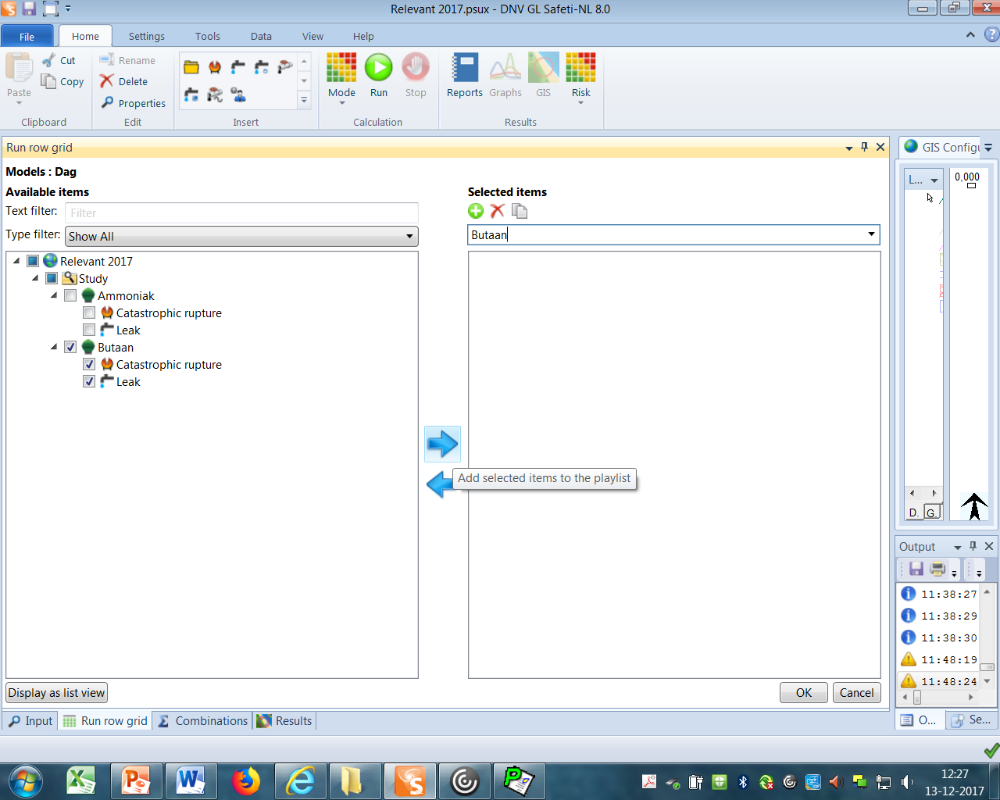 Relevant 2017.psux - DNV GL Safeti-NL 8.0
File Home Settings Tools Data View Help
Paste Cut Copy Clipboard
Rename Delete Properties Edit
Insert
Mode Run Stop Calculation
Reports Graphs GIS Risk Results
Run row grid
GIS Configu
Models : Dag
Available items
Selected items
Text filter: Filter
Type filter: Show All
Butaan
Relevant 2017
Study
Ammoniak
Catastrophic rupture
Leak
Butaan
Catastrophic rupture
Leak
Add selected items to the playlist
Display as list view
OK Cancel
L...
0,000
D. G.
Output
11:38:27
11:38:29
11:38:30
11:48:19
11:48:24
O... Se...
Input Run row grid Combinations Results
12:27
13-12-2017